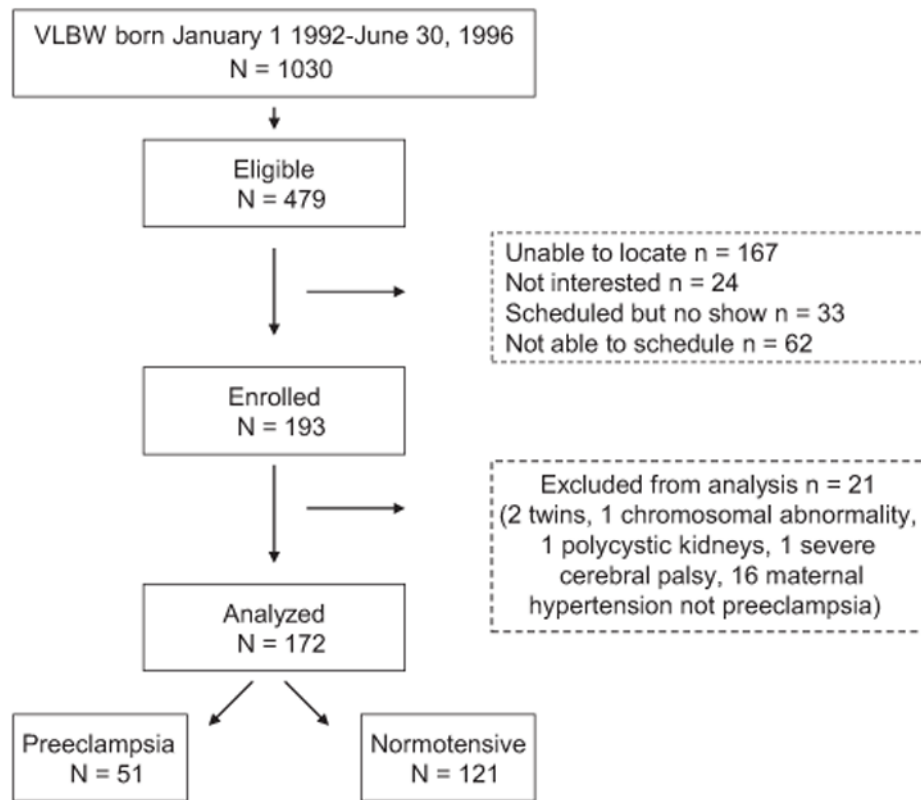 VLBW born January 1 1992-June 30, 1996
N = 1030
Eligible
N = 479
Unable to locate n = 167
Not interested n = 24
Scheduled but no show n = 33
Not able to schedule n = 62
Enrolled
N = 193
Excluded from analysis n = 21
(2 twins, 1 chromosomal abnormality,
1 polycystic kidneys, 1 severe
cerebral palsy, 16 maternal
hypertension not preeclampsia)
Analyzed
N = 172
Preeclampsia
N = 51
Normotensive
N = 121